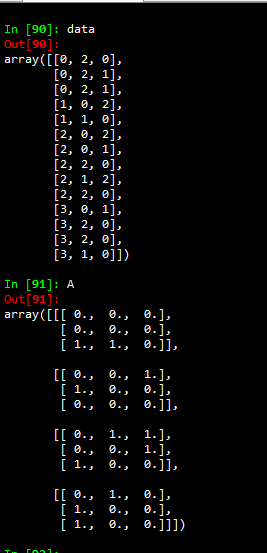 In [90]: data
Out[90]:
array([[0, 2, 0],
[0, 2, 1],
[0, 2, 1],
[1, 0, 2],
[1, 1, 0],
[2, 0, 2],
[2, 0, 1],
[2, 2, 0],
[2, 1, 2],
[2, 2, 0],
[3, 0, 1],
[3, 2, 0],
[3, 2, 0],
[3, 1, 0]])
In [91]: A
Out[91]:
array([[[ 0., 0., 0.],
[ 0., 0., 0.],
[ 1., 1., 0.]],
[[ 0., 0., 1.],
[ 1., 0., 0.],
[ 0., 0., 0.]],
[[ 0., 1., 1.],
[ 0., 0., 1.],
[ 1., 0., 0.]],
[[ 0., 1., 0.],
[ 1., 0., 0.],
[ 1., 0., 0.]]])